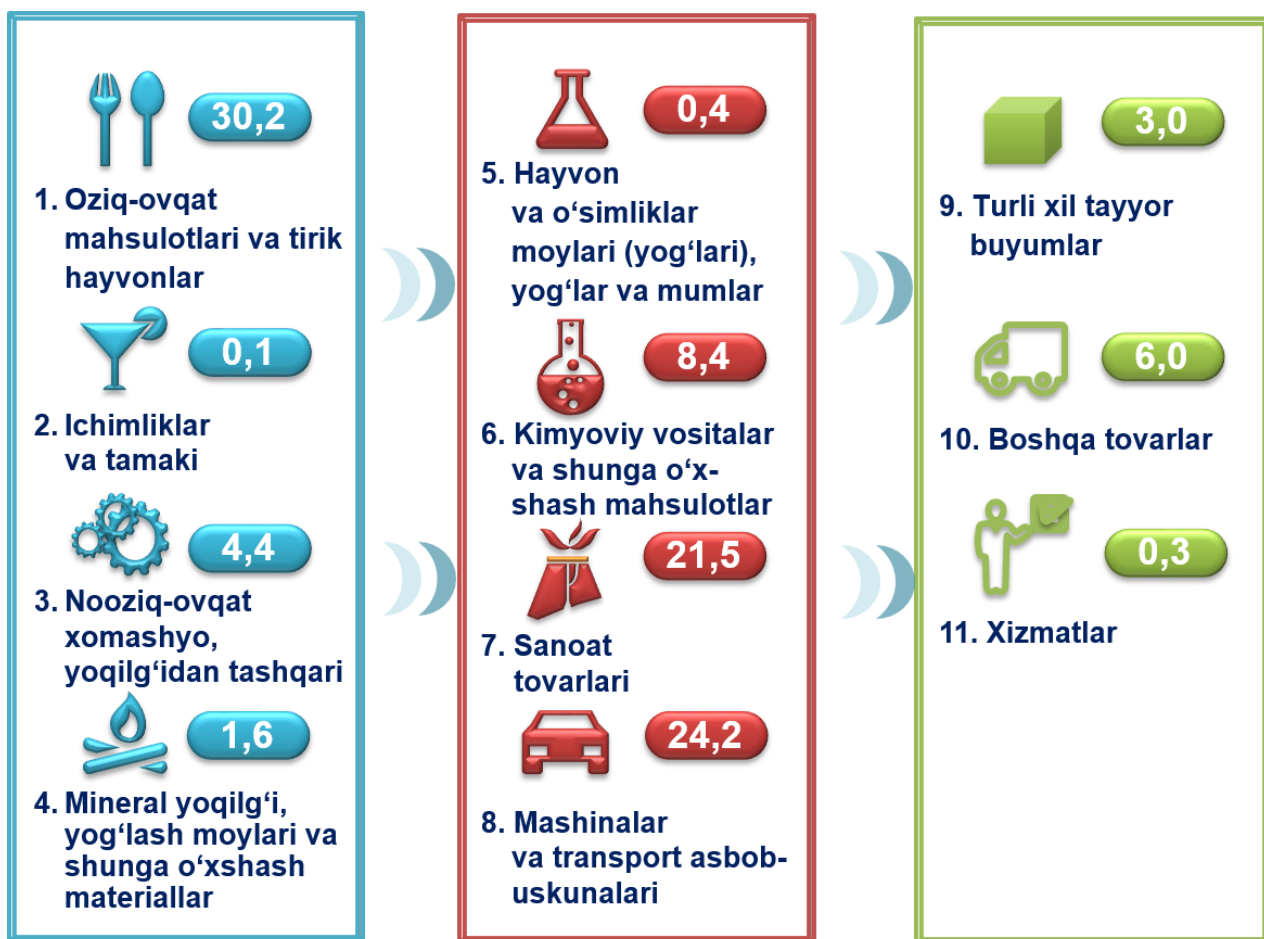 30,2
1. Oziq-ovqat
mahsulotlari va tirik
hayvonlar
0,1
2. Ichimliklar
va tamaki
4,4
3. Nooziq-ovqat
xomashyo,
yoqilg‘idan tashqari
1,6
4. Mineral yoqilg‘i,
yog‘lash moylari va
shunga o‘xshash
materiallar
0,4
5. Hayvon
va o‘simliklar
moylari (yog‘lari),
yog‘lar va mumlar
8,4
6. Kimyoviy vositalar
va shunga o‘x-
shash mahsulotlar
21,5
7. Sanoat
tovarlari
24,2
8. Mashinalar
va transport asbob-
uskunalari
3,0
9. Turli xil tayyor
buyumlar
6,0
10. Boshqa tovarlar
0,3
11. Xizmatlar